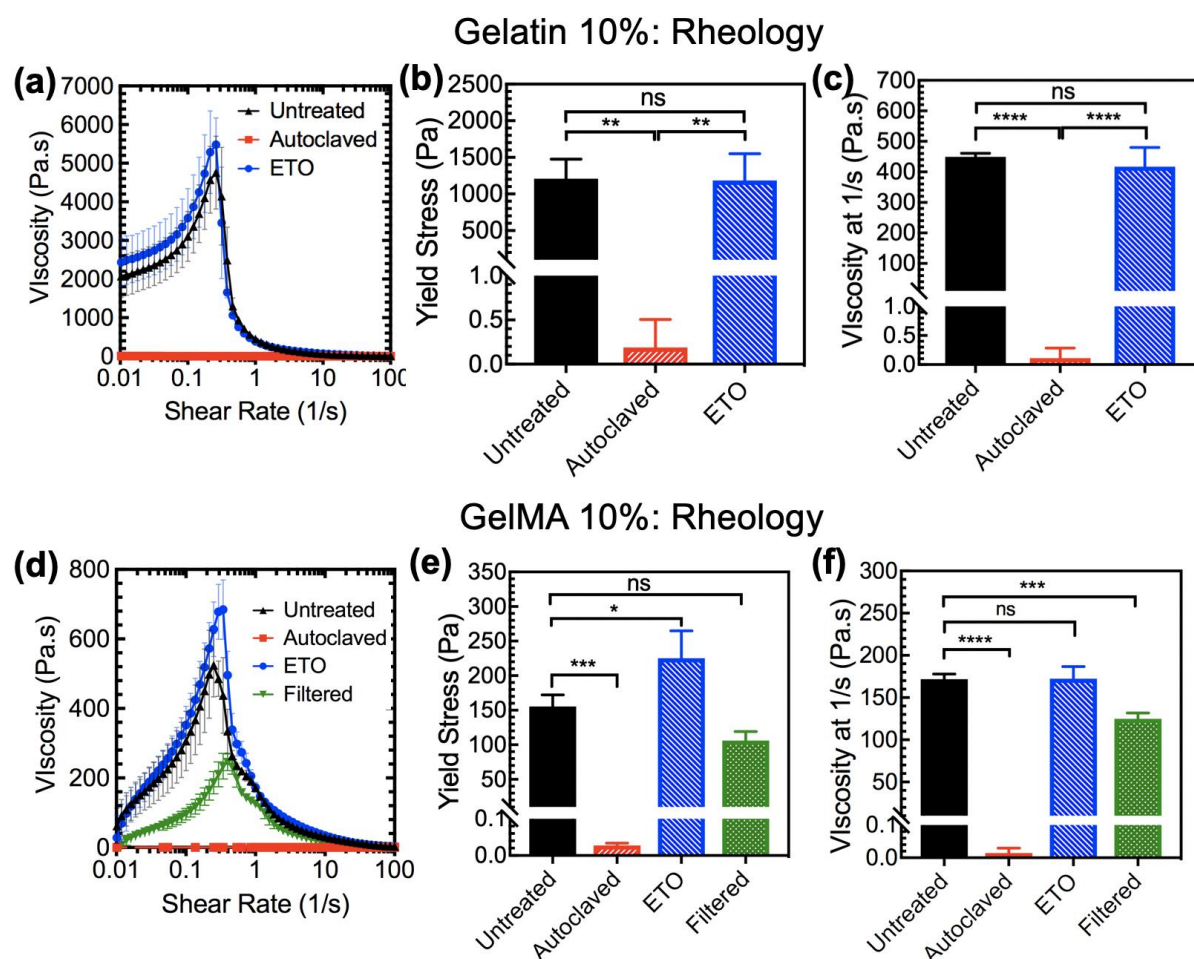 Gelatin 10%: Rheology
(a)
VIscosity (Pa.s)
7000
6000
5000
4000
3000
2000
1000
0
Untreated
Autoclaved
ETO
0.01
0.1
1
10
100
Shear Rate (1/s)
(b)
Yield Stress (Pa)
2500
2000
1500
1000
500
1.0
0.5
0.0
ns
**
**
Untreated
Autoclaved
ETO
(c)
VIscosity at 1/s (Pa.s)
700
600
500
400
300
200
100
1.0
0.5
0.0
ns
****
****
Untreated
Autoclaved
ETO
GelMA 10%: Rheology
(d)
VIscosity (Pa.s)
800
600
400
200
0
Untreated
Autoclaved
ETO
Filtered
0.01
0.1
1
10
100
Shear Rate (1/s)
(e)
Yield Stress (Pa)
350
300
250
200
150
100
50
0.1
0.0
ns
*
***
Untreated
Autoclaved
ETO
Filtered
(f)
VIscosity at 1/s (Pa.s)
300
250
200
150
100
50
0.1
0.0
***
ns
****
Untreated
Autoclaved
ETO
Filtered